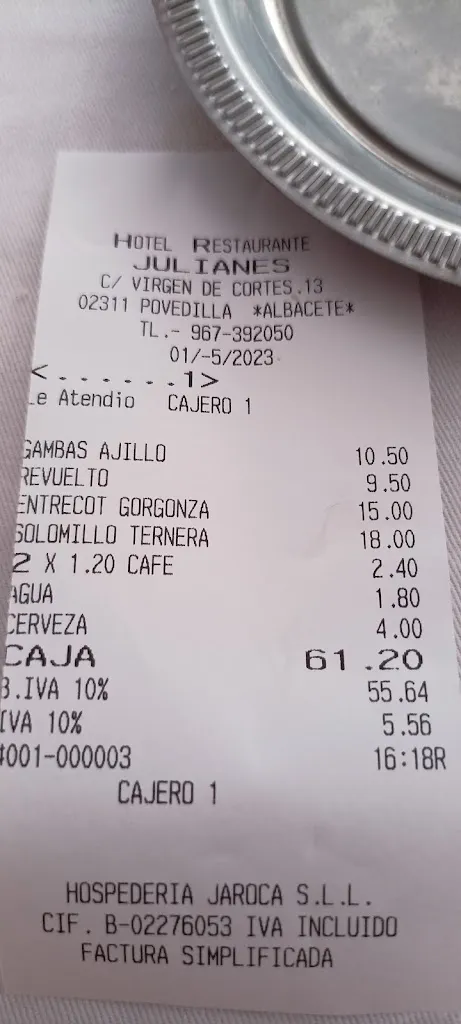 HOTEL RESTAURANTE
JULIANES
C/ VIRGEN DE CORTES.13
02311 POVEDILLA *ALBACETE*
TL.- 967-392050
01/-5/2023
<. . . . . .1>
Le Atendio CAJERO 1
GAMBAS AJILLO 10.50
REVUELTO 9.50
ENTRECOT GORGONZA 15.00
SOLOMILLO TERNERA 18.00
2 X 1.20 CAFE 2.40
AGUA 1.80
CERVEZA 4.00
CAJA 61.20
B.IVA 10% 55.64
IVA 10% 5.56
#001-000003 16:18R
CAJERO 1
HOSPEDERIA JAROCA S.L.L.
CIF. B-02276053 IVA INCLUIDO
FACTURA SIMPLIFICADA